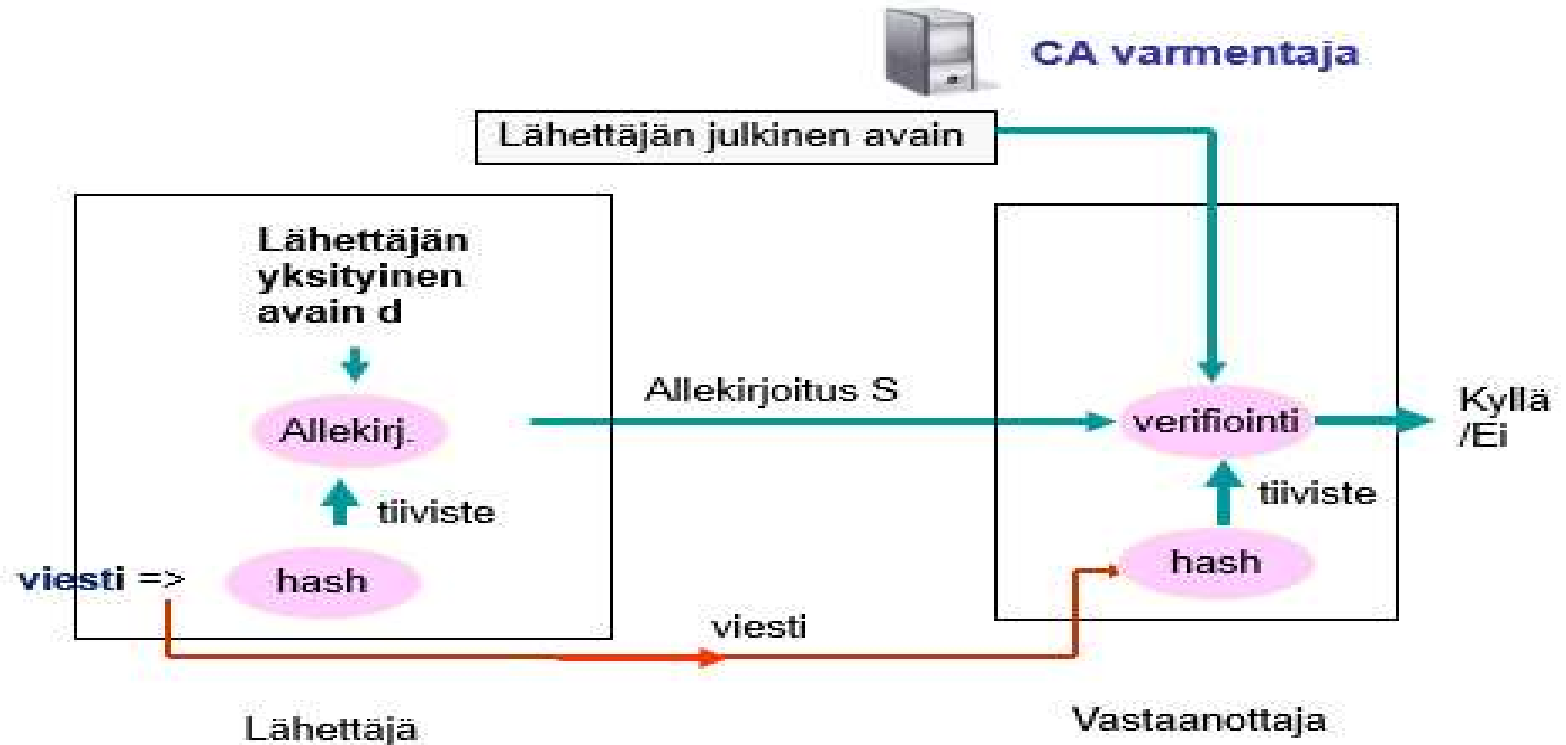 CA varmentaja
Lähettäjän julkinen avain
Lähettäjän
yksityinen
avain d
Allekirj.
Allekirjoitus S
verifiointi
Kyllä
/Ei
tiiviste
tiiviste
viesti =>
hash
hash
viesti
Lähettäjä
Vastaanottaja